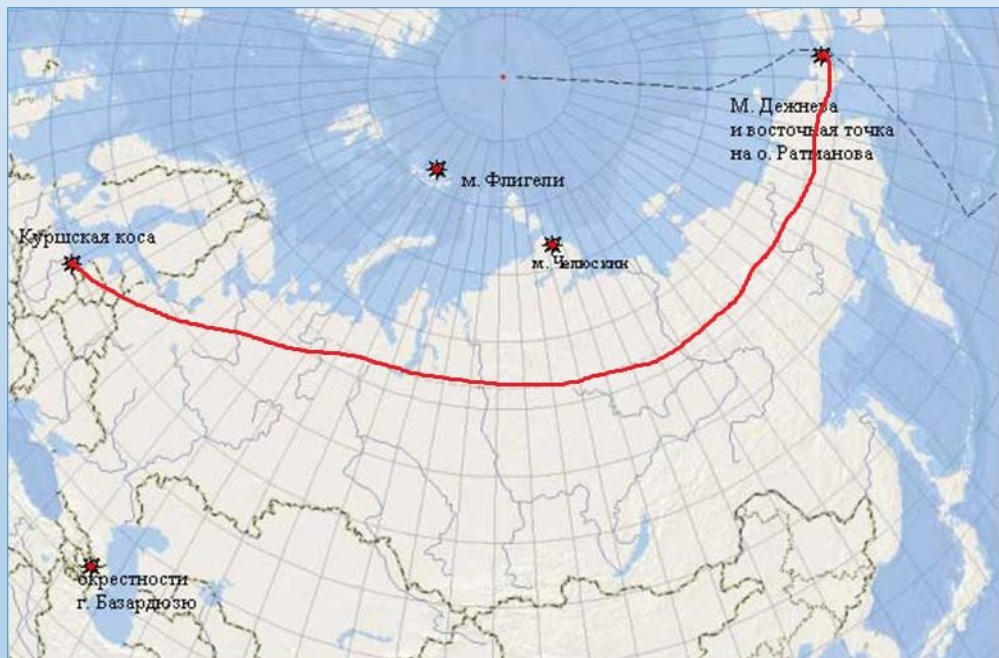 М. Дежнева
и восточная точка
на о. Ратманова
м. Флигели
Куршская коса
м. Челюскин
окрестности
г. Базардюзю